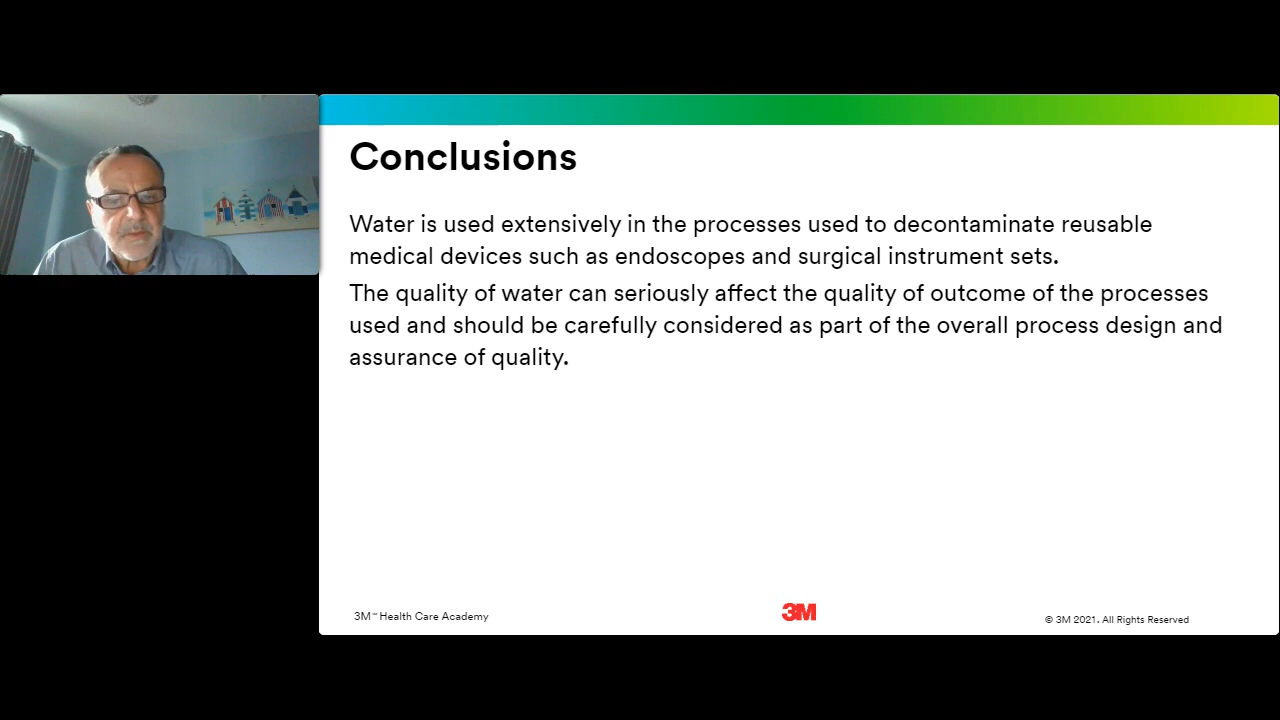 Conclusions
Water is used extensively in the processes used to decontaminate reusable
medical devices such as endoscopes and surgical instrument sets.
The quality of water can seriously affect the quality of outcome of the processes
used and should be carefully considered as part of the overall process design and
assurance of quality.
3M™ Health Care Academy
3M
© 3M 2021. All Rights Reserved